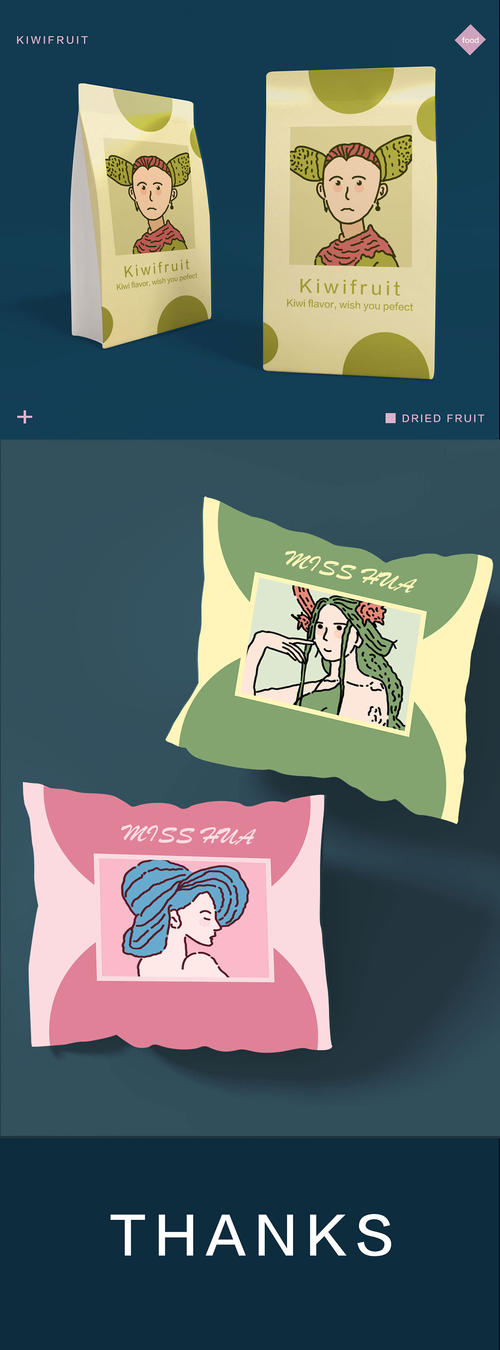 KIWIFRUIT
food
Kiwifruit
Kiwi flavor, wish you pefect
Kiwifruit
Kiwi flavor, wish you pefect
+
DRIED FRUIT
MISS HUA
MISS HUA
THANKS